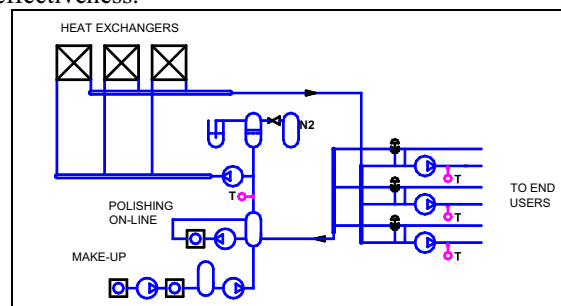 effectiveness.
HEAT EXCHANGERS
N2
T
POLISHING
ON-LINE
MAKE-UP
T
T
T
TO END
USERS